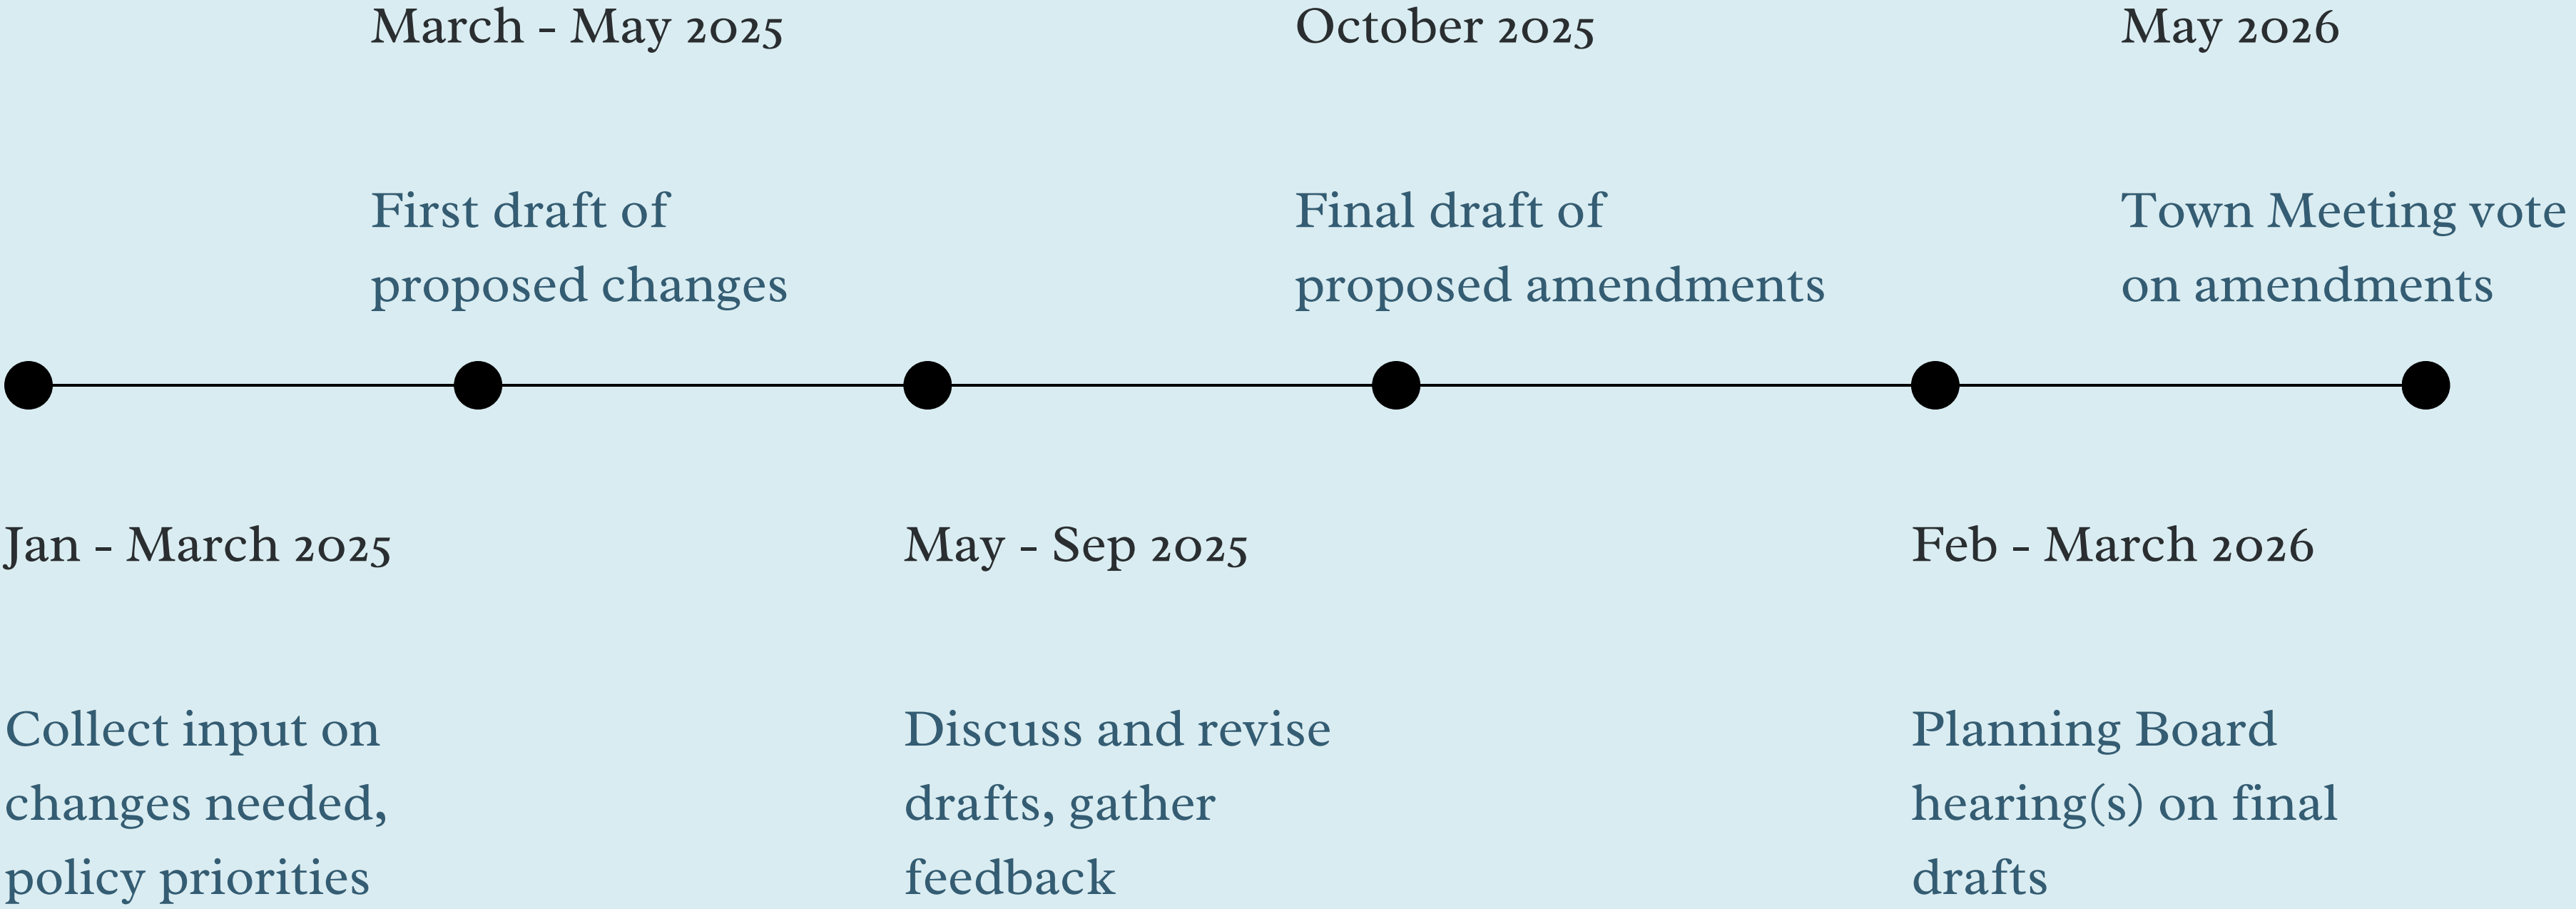 March - May 2025
October 2025
May 2026
First draft of
proposed changes
Final draft of
proposed amendments
Town Meeting vote
on amendments
Jan - March 2025
May - Sep 2025
Feb - March 2026
Collect input on
changes needed,
policy priorities
Discuss and revise
drafts, gather
feedback
Planning Board
hearing(s) on final
drafts